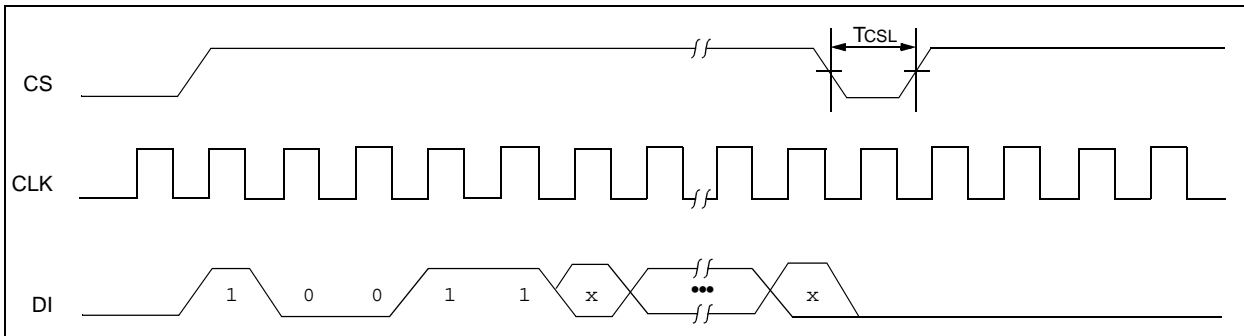 TCSL
CS
CLK
DI
1 0 0 1 1 x ••• x